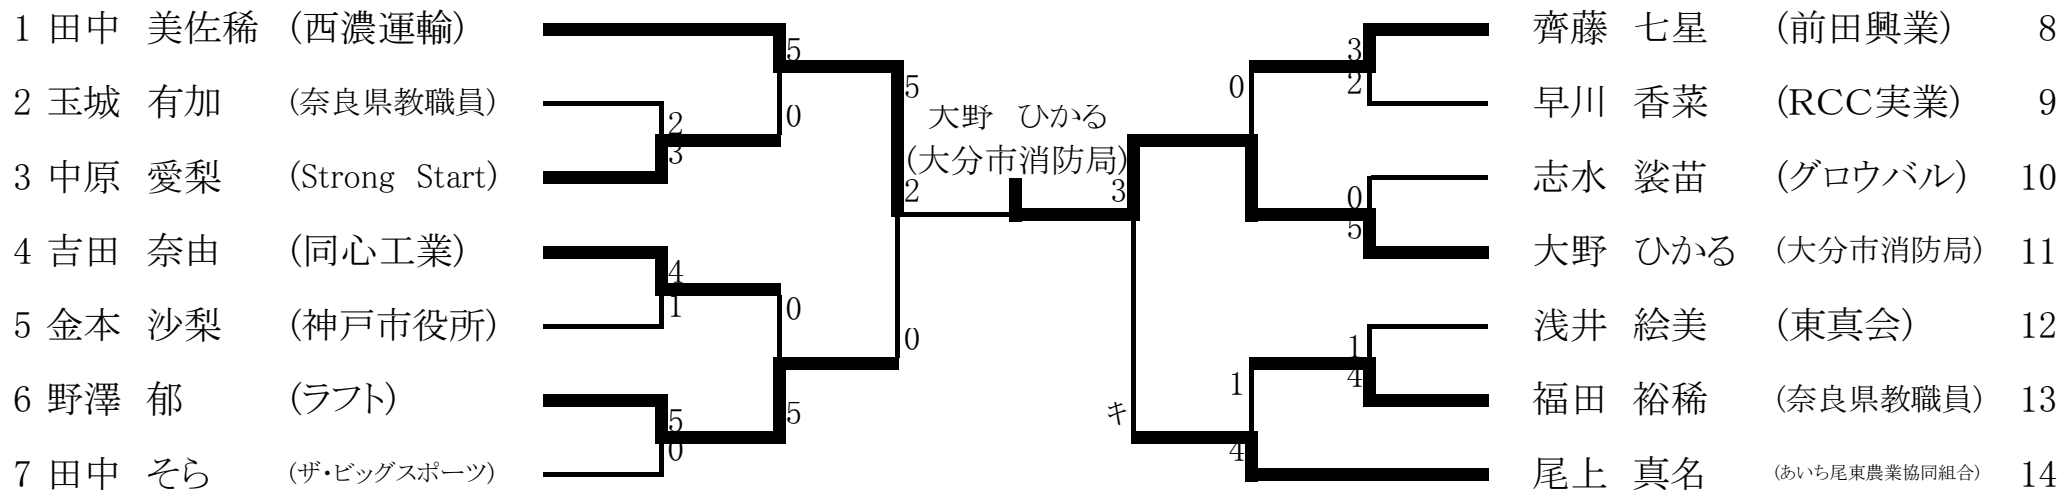 1 田中 美佐稀 (西濃運輸)
2 玉城 有加 (奈良県教職員)
3 中原 愛梨 (Strong Start)
4 吉田 奈由 (同心工業)
5 金本 沙梨 (神戸市役所)
6 野澤 郁 (ラフト)
7 田中 そら (ザ・ビッグスポーツ)
5
0
2
3
4
1
0
5
5
0
5
0
2
大野 ひかる
(大分市消防局)
3
キ
0
1
4
3
2
0
5
1
4
齊藤 七星 (前田興業) 8
早川 香菜 (RCC実業) 9
志水 裟苗 (グロウバル) 10
大野 ひかる (大分市消防局) 11
浅井 絵美 (東真会) 12
福田 裕稀 (奈良県教職員) 13
尾上 真名 (あいち尾東農業協同組合) 14